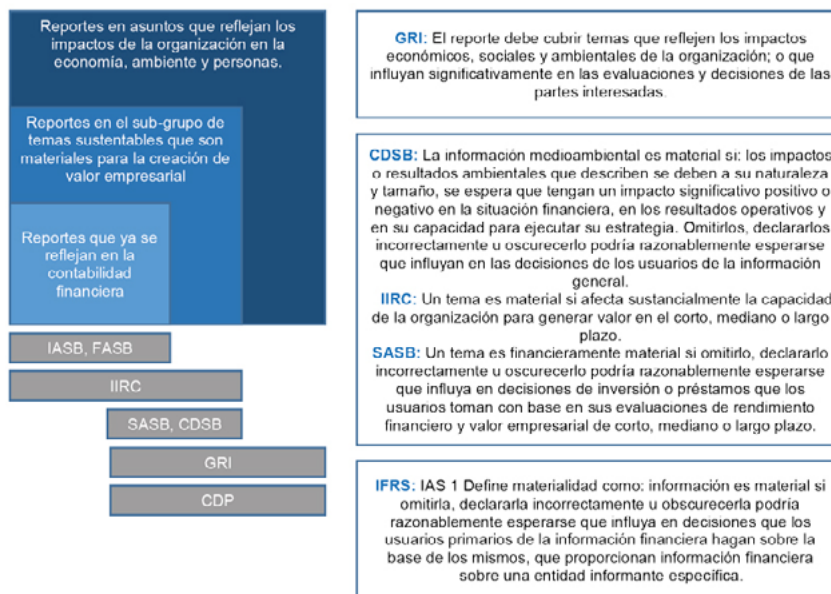 Reportes en asuntos que reflejan los
impactos de la organización en la
economía, ambiente y personas.
Reportes en el sub-grupo de
temas sustentables que son
materiales para la creación de
valor empresarial
Reportes que ya se
reflejan en la
contabilidad
financiera
IASB, FASB
IIRC
SASB, CDSB
GRI
CDP
GRI: El reporte debe cubrir temas que reflejen los impactos
económicos, sociales y ambientales de la organización; o que
influyan significativamente en las evaluaciones y decisiones de las
partes interesadas.
CDSB: La información medioambiental es material si: los impactos
o resultados ambientales que describen se deben a su naturaleza
y tamaño, se espera que tengan un impacto significativo positivo o
negativo en la situación financiera, en los resultados operativos y
en su capacidad para ejecutar su estrategia. Omitirlos, declararlos
incorrectamente u oscurecerlo podría razonablemente esperarse
que influyan en las decisiones de los usuarios de la información
general.
IIRC: Un tema es material si afecta sustancialmente la capacidad
de la organización para generar valor en el corto, mediano o largo
plazo.
SASB: Un tema es financieramente material si omitirlo, declararlo
incorrectamente u oscurecerlo podría razonablemente esperarse
que influya en decisiones de inversión o préstamos que los
usuarios toman con base en sus evaluaciones de rendimiento
financiero y valor empresarial de corto, mediano o largo plazo.
IFRS: IAS 1 Define materialidad como: información es material si
omitirla, declararla incorrectamente u obscurecerla podría
razonablemente esperarse que influya en decisiones que los
usuarios primarios de la información financiera hagan sobre la
base de los mismos, que proporcionan información financiera
sobre una entidad informante específica.